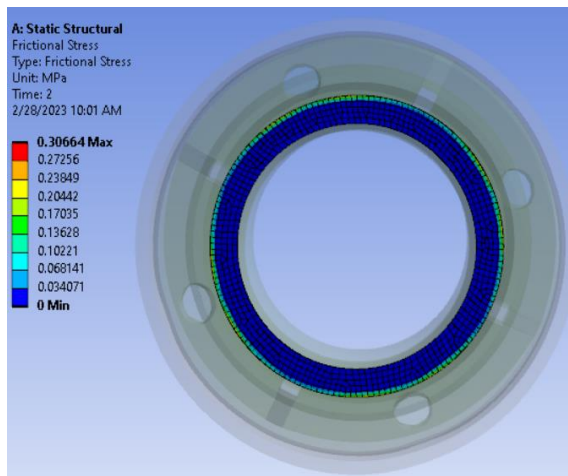 A: Static Structural
Frictional Stress
Type: Frictional Stress
Unit: MPa
Time: 2
2/28/2023 10:01 AM
0.30664 Max
0.27256
0.23849
0.20442
0.17035
0.13628
0.10221
0.068141
0.034071
0 Min